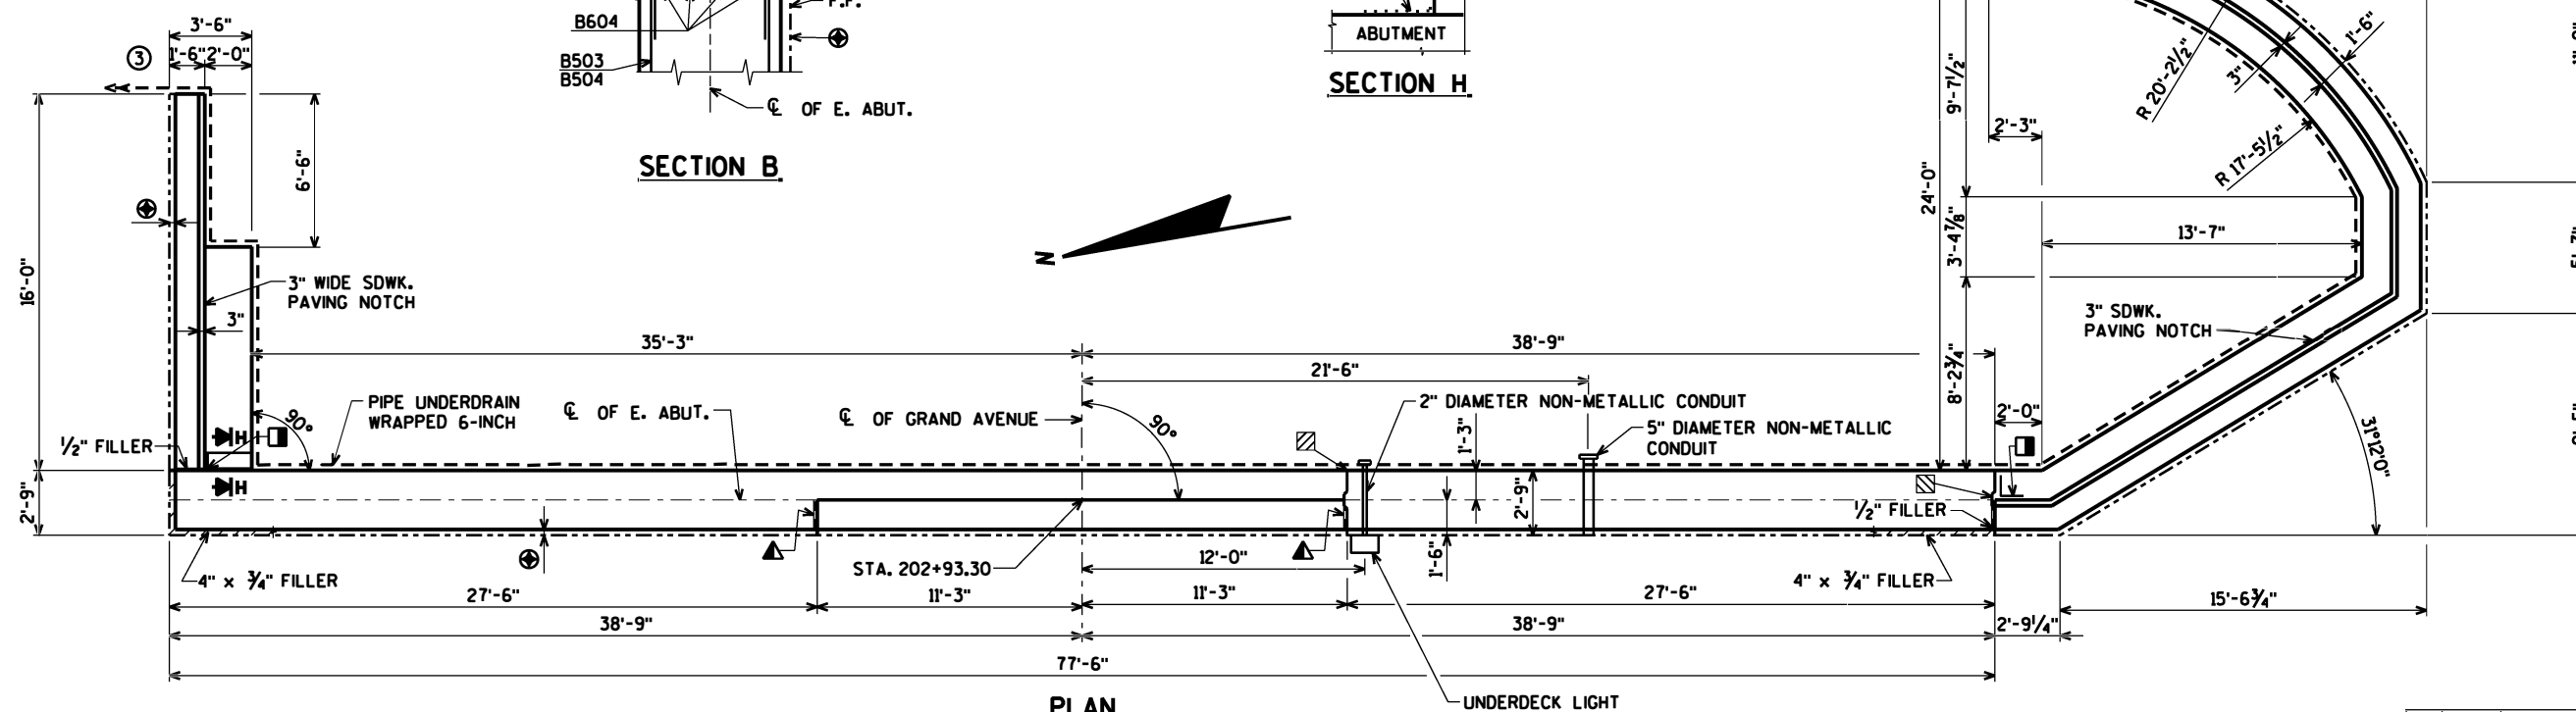 B604
B503
B504
F.F.
℄ OF E. ABUT.
SECTION B
ABUTMENT
SECTION H
3'-6"
1'-6" 2'-0"
3
6'-6"
16'-0"
3" WIDE SDWK.
PAVING NOTCH
3"
35'-3"
38'-9"
21'-6"
N
24'-0"
9'-7½"
3'-4⅞"
8'-2¾"
2'-3"
13'-7"
R 20'-2½"
R 17'-5½"
3"
1'-6"
3" SDWK.
PAVING NOTCH
½" FILLER
90°
H
H
PIPE UNDERDRAIN
WRAPPED 6-INCH
℄ OF E. ABUT.
℄ OF GRAND AVENUE
90°
2" DIAMETER NON-METALLIC CONDUIT
5" DIAMETER NON-METALLIC
CONDUIT
1'-3"
2'-0"
31°12'0"
2'-9"
2'-9"
½" FILLER
1'-6"
4" x ¾" FILLER
STA. 202+93.30
12'-0"
4" x ¾" FILLER
27'-6"
11'-3"
11'-3"
27'-6"
15'-6¾"
38'-9"
38'-9"
2'-9¼"
77'-6"
PLAN
UNDERDECK LIGHT